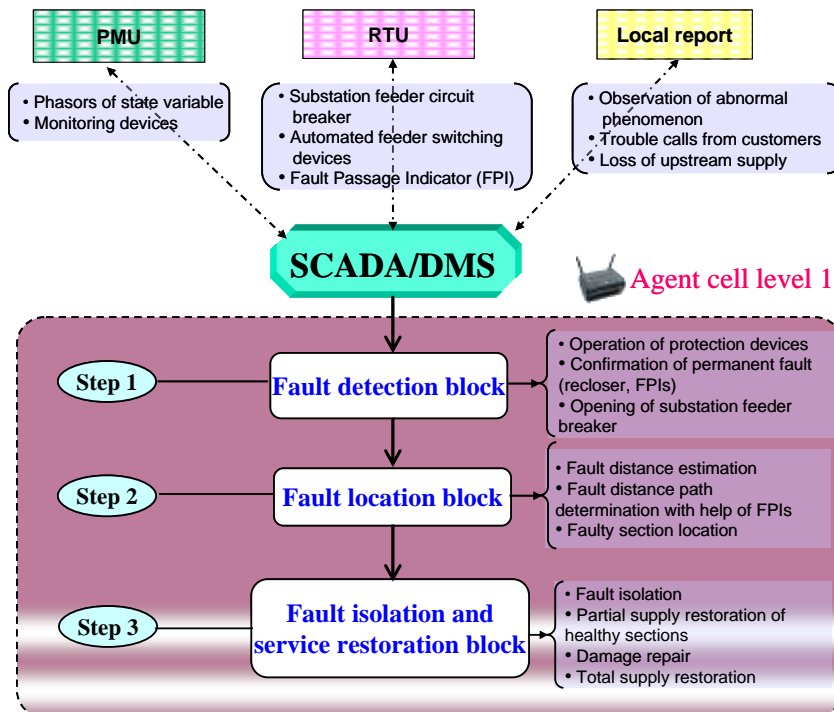 PMU
RTU
Local report
• Phasors of state variable
• Monitoring devices
• Substation feeder circuit
breaker
• Automated feeder switching
devices
• Fault Passage Indicator (FPI)
• Observation of abnormal
phenomenon
• Trouble calls from customers
• Loss of upstream supply
SCADA/DMS
Agent cell level 1
Step 1
Fault detection block
• Operation of protection devices
• Confirmation of permanent fault
(recloser, FPIs)
• Opening of substation feeder
breaker
Step 2
Fault location block
• Fault distance estimation
• Fault distance path
determination with help of FPIs
• Faulty section location
Step 3
Fault isolation and
service restoration block
• Fault isolation
• Partial supply restoration of
healthy sections
• Damage repair
• Total supply restoration